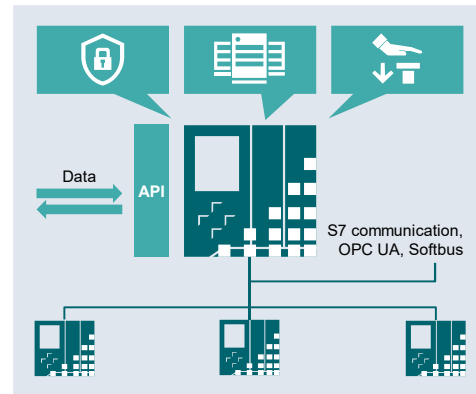 Data
API
S7 communication,
OPC UA, Softbus